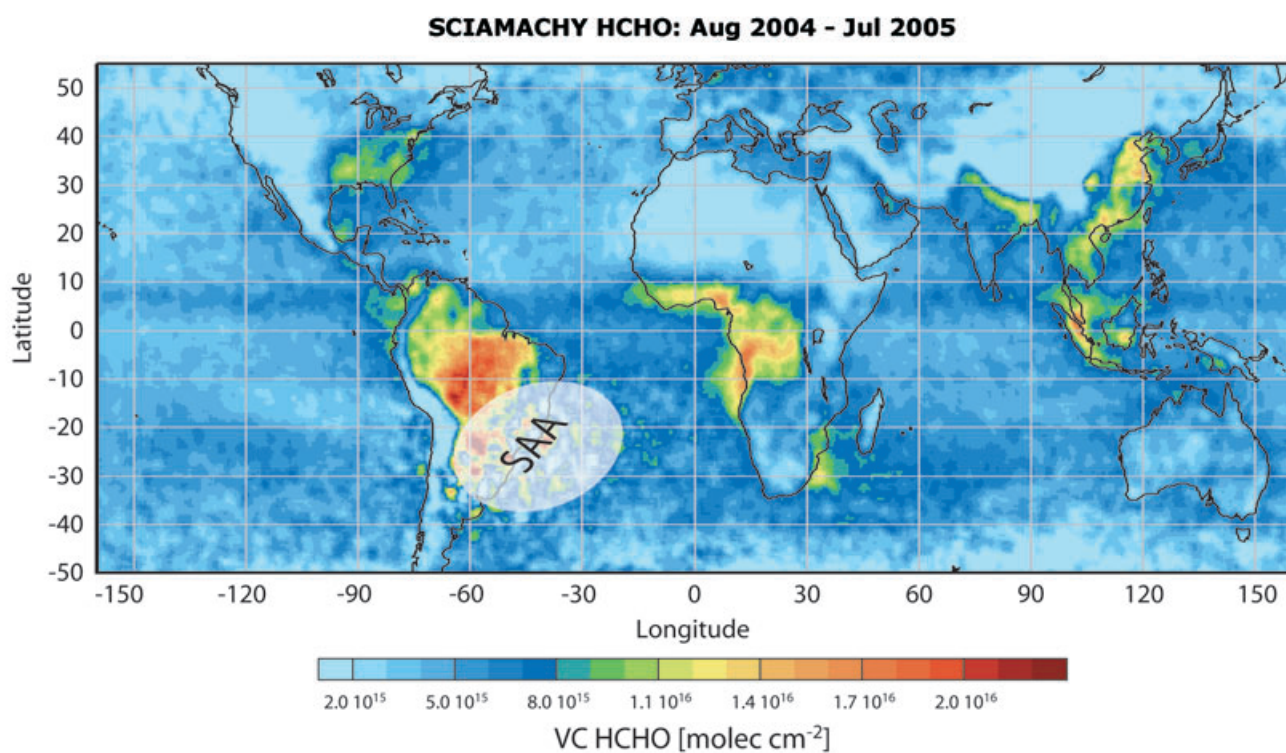 SCIAMACHY HCHO: Aug 2004 - Jul 2005
50
40
30
20
10
0
-10
-20
-30
-40
-50
Latitude
SAA
-150 -120 -90 -60 -30 0 30 60 90 120 150
Longitude
2.0 10¹⁵ 5.0 10¹⁵ 8.0 10¹⁵ 1.1 10¹⁶ 1.4 10¹⁶ 1.7 10¹⁶ 2.0 10¹⁶
VC HCHO [molec cm⁻²]